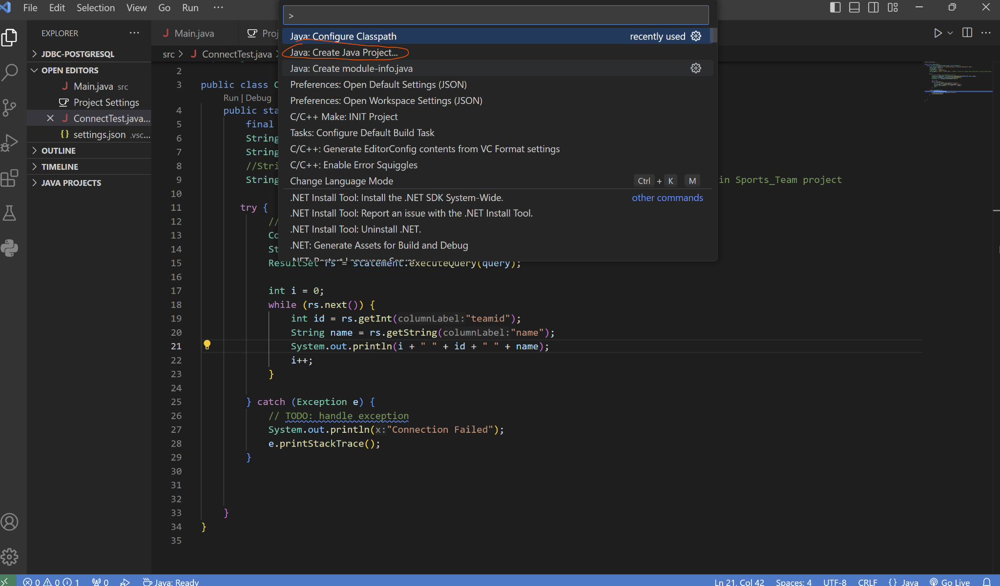 File Edit Selection View Go Run ···
>
EXPLORER ···
JDBC-POSTGRESQL
OPEN EDITORS
Main.java src
Project Settings
ConnectTest.java...
settings.json .vsc...
OUTLINE
TIMELINE
JAVA PROJECTS
Main.java Proj
src > ConnectTest.java >
Java: Configure Classpath recently used
Java: Create Java Project...
Java: Create module-info.java
Preferences: Open Default Settings (JSON)
Preferences: Open Workspace Settings (JSON)
C/C++ Make: INIT Project
Tasks: Configure Default Build Task
C/C++: Generate EditorConfig contents from VC Format settings
C/C++: Enable Error Squiggles
Change Language Mode Ctrl + K M
.NET Install Tool: Install the .NET SDK System-Wide. other commands
.NET Install Tool: Report an issue with the .NET Install Tool.
.NET Install Tool: Uninstall .NET.
.NET: Generate Assets for Build and Debug
.NET: Restart Language Server
2
3 public class C
Run | Debug
4 public sta
5 final
6 String
7 String
8 //Stri
9 String in Sports_Team project
10
11 try {
12 //
13 Co
14 St
15 ResultSet rs = statement.executeQuery(query);
16
17 int i = 0;
18 while (rs.next()) {
19 int id = rs.getInt(columnLabel:"teamid");
20 String name = rs.getString(columnLabel:"name");
21 System.out.println(i + " " + id + " " + name);
22 i++;
23 }
24
25 } catch (Exception e) {
26 // TODO: handle exception
27 System.out.println(x:"Connection Failed");
28 e.printStackTrace();
29 }
30
31
32
33 }
34 }
35
0 0 1 0 Java: Ready Ln 21, Col 42 Spaces: 4 UTF-8 CRLF {} Java Go Live